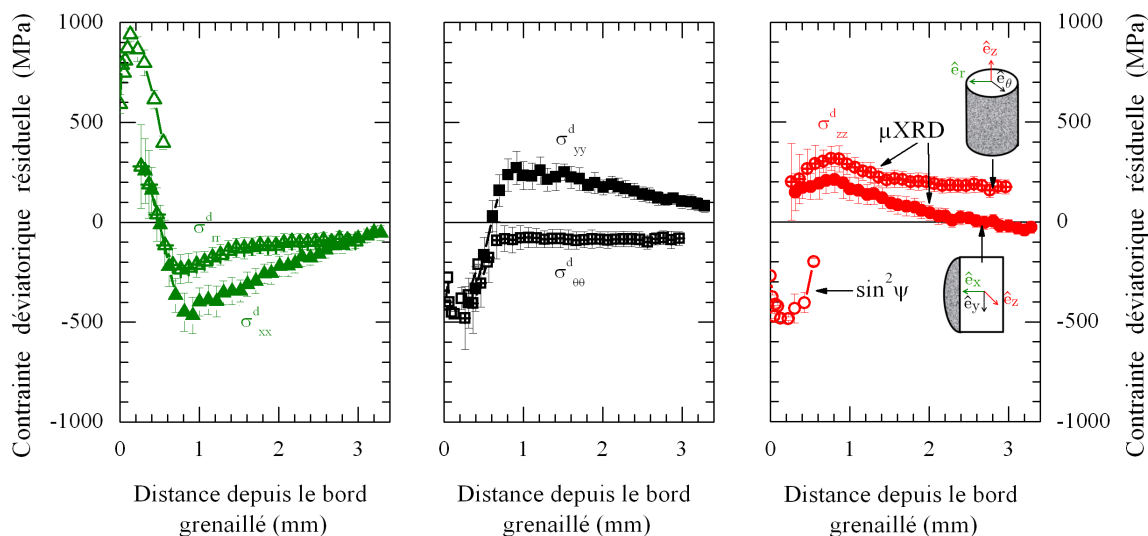 Contrainte déviatorique résiduelle (MPa)
1000
500
0
-500
-1000
σ^d_rr
σ^d_xx
0 1 2 3
Distance depuis le bord
grenaillé (mm)
σ^d_yy
σ^d_θθ
0 1 2 3
Distance depuis le bord
grenaillé (mm)
σ^d_zz
μXRD
sin²ψ
ê_z
ê_r
ê_θ
ê_x
ê_y
ê_z
0 1 2 3
Distance depuis le bord
grenaillé (mm)
1000
500
0
-500
-1000
Contrainte déviatorique résiduelle (MPa)